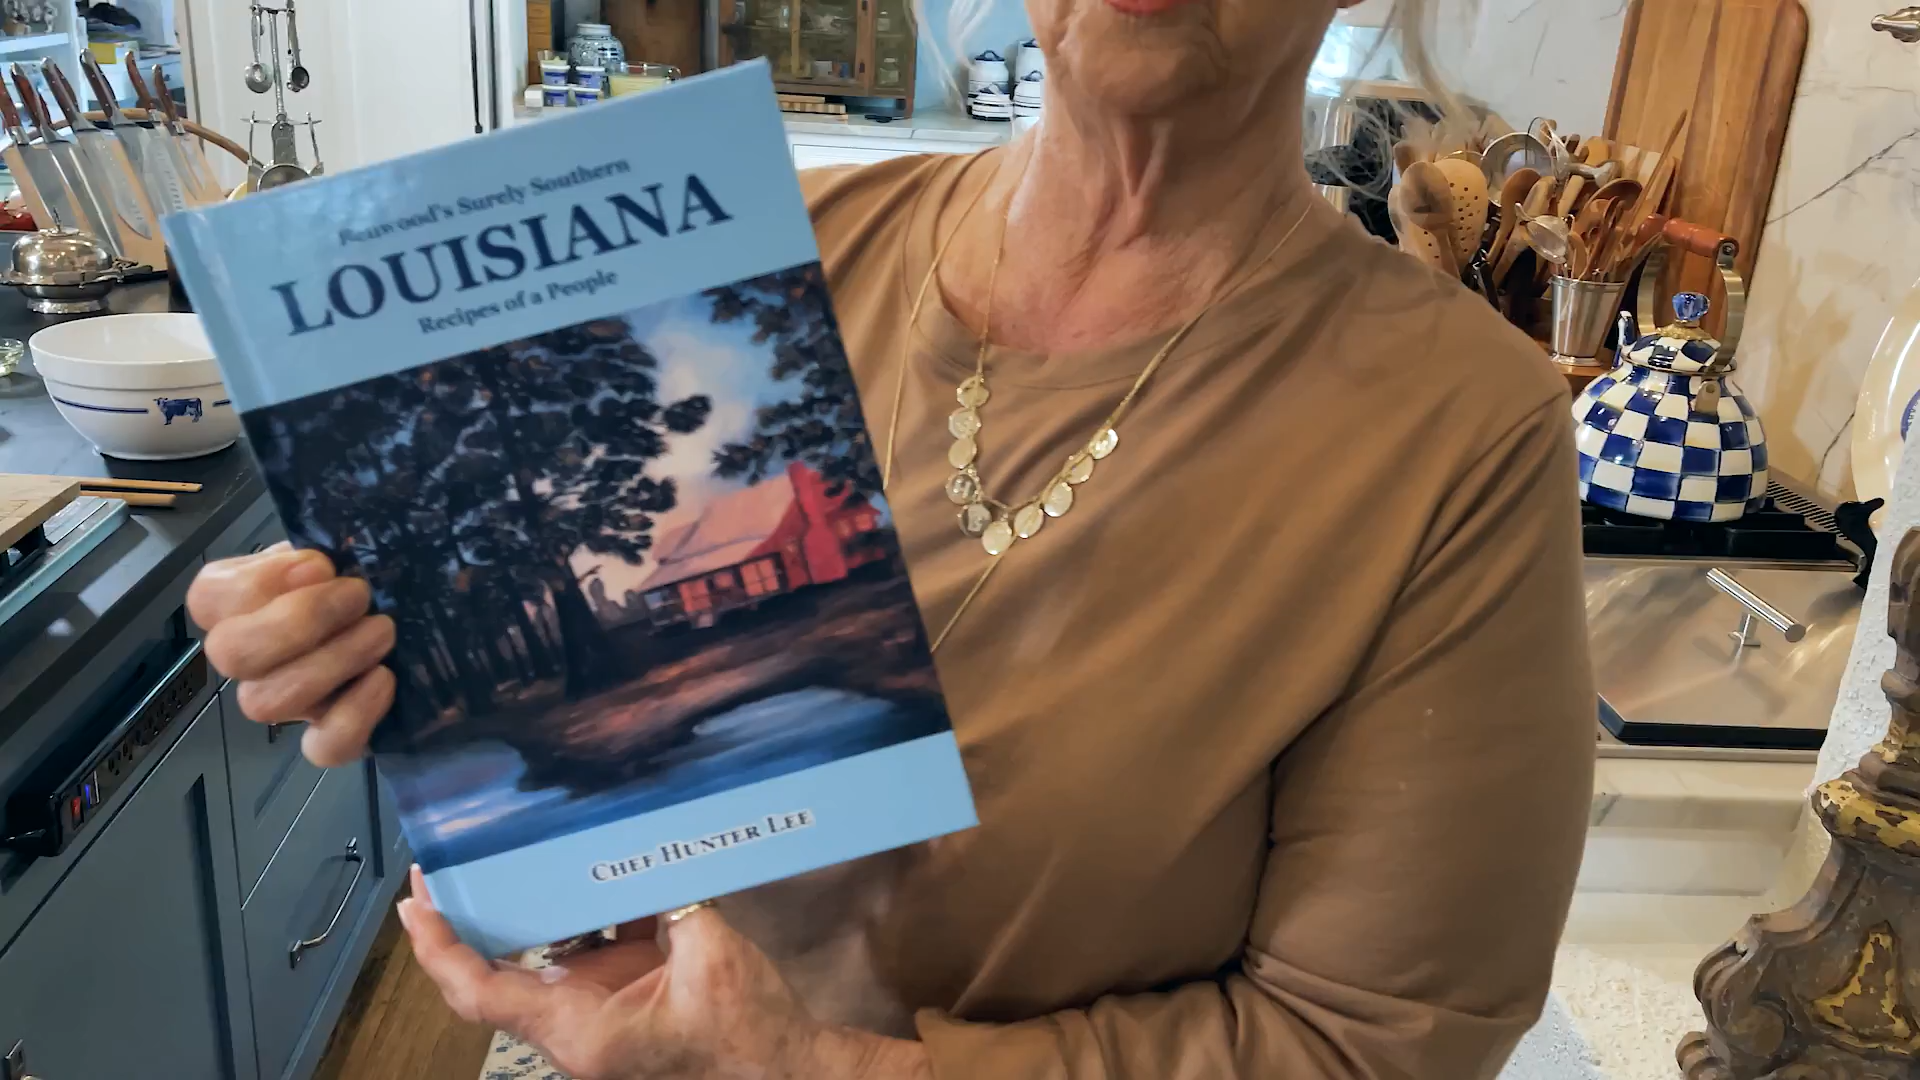 Surely Southern
LOUISIANA
Recipes of a People
CHEF HUNTER LEE